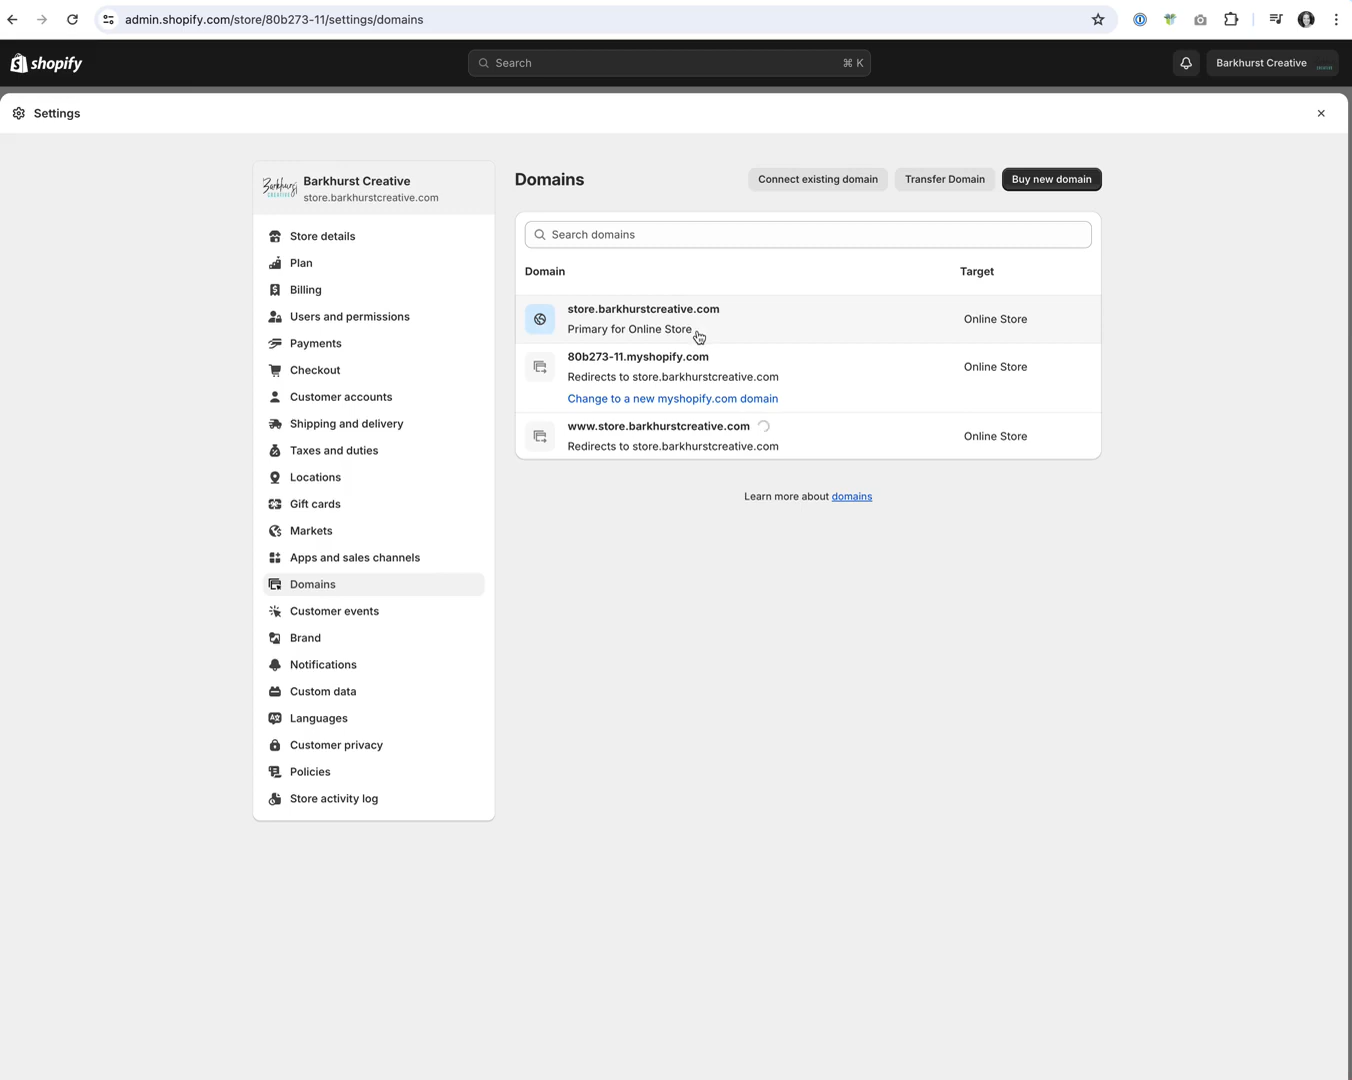 admin.shopify.com/store/80b273-11/settings/domains
shopify
Search
⌘ K
Barkhurst Creative
Settings
Barkhurst
CREATIVE
Barkhurst Creative
store.barkhurstcreative.com
Store details
Plan
Billing
Users and permissions
Payments
Checkout
Customer accounts
Shipping and delivery
Taxes and duties
Locations
Gift cards
Markets
Apps and sales channels
Domains
Customer events
Brand
Notifications
Custom data
Languages
Customer privacy
Policies
Store activity log
Domains
Connect existing domain
Transfer Domain
Buy new domain
Search domains
Domain Target
store.barkhurstcreative.com
Primary for Online Store
Online Store
80b273-11.myshopify.com
Redirects to store.barkhurstcreative.com
Change to a new myshopify.com domain
Online Store
www.store.barkhurstcreative.com
Redirects to store.barkhurstcreative.com
Online Store
Learn more about domains